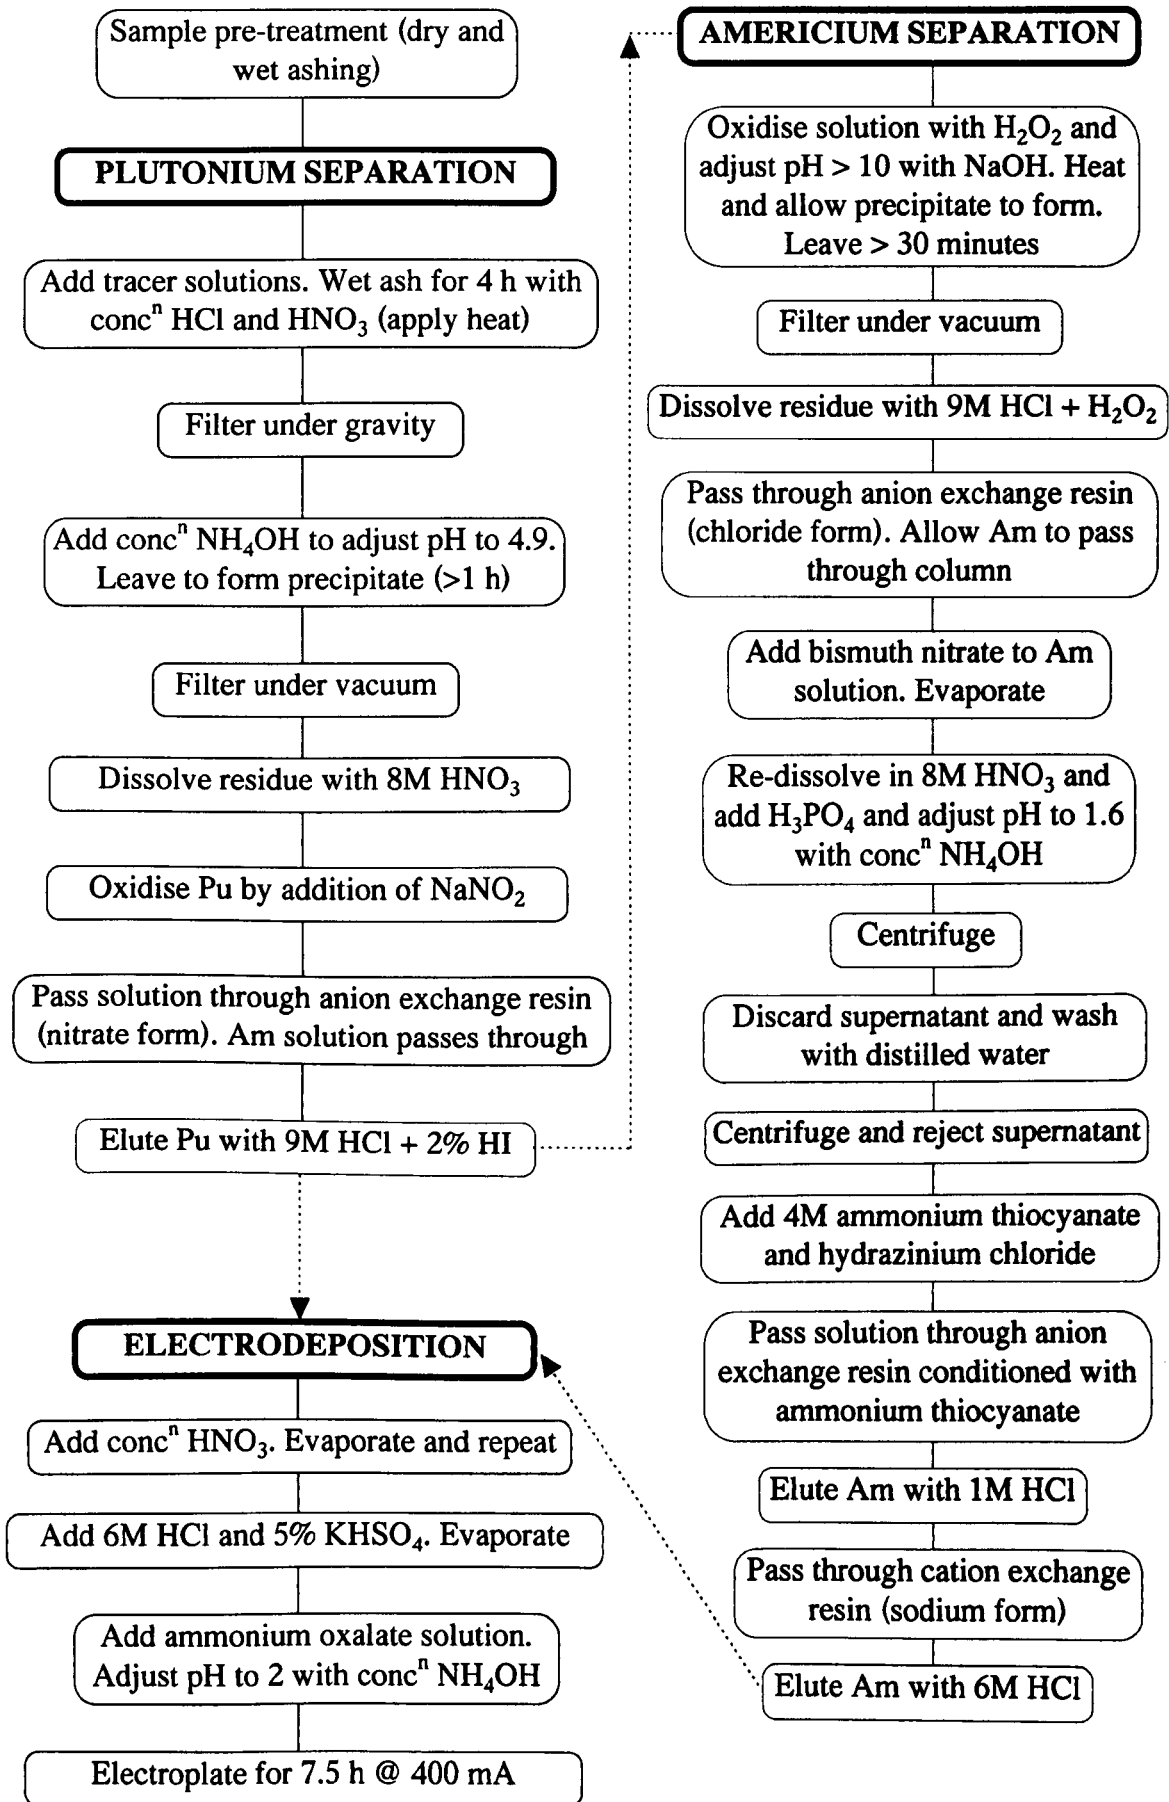 Sample pre-treatment (dry and
wet ashing)
PLUTONIUM SEPARATION
Add tracer solutions. Wet ash for 4 h with
concⁿ HCl and HNO₃ (apply heat)
Filter under gravity
Add concⁿ NH₄OH to adjust pH to 4.9.
Leave to form precipitate (>1 h)
Filter under vacuum
Dissolve residue with 8M HNO₃
Oxidise Pu by addition of NaNO₂
Pass solution through anion exchange resin
(nitrate form). Am solution passes through
Elute Pu with 9M HCl + 2% HI
ELECTRODEPOSITION
Add concⁿ HNO₃. Evaporate and repeat
Add 6M HCl and 5% KHSO₄. Evaporate
Add ammonium oxalate solution.
Adjust pH to 2 with concⁿ NH₄OH
Electroplate for 7.5 h @ 400 mA
AMERICIUM SEPARATION
Oxidise solution with H₂O₂ and
adjust pH > 10 with NaOH. Heat
and allow precipitate to form.
Leave > 30 minutes
Filter under vacuum
Dissolve residue with 9M HCl + H₂O₂
Pass through anion exchange resin
(chloride form). Allow Am to pass
through column
Add bismuth nitrate to Am
solution. Evaporate
Re-dissolve in 8M HNO₃ and
add H₃PO₄ and adjust pH to 1.6
with concⁿ NH₄OH
Centrifuge
Discard supernatant and wash
with distilled water
Centrifuge and reject supernatant
Add 4M ammonium thiocyanate
and hydrazinium chloride
Pass solution through anion
exchange resin conditioned with
ammonium thiocyanate
Elute Am with 1M HCl
Pass through cation exchange
resin (sodium form)
Elute Am with 6M HCl